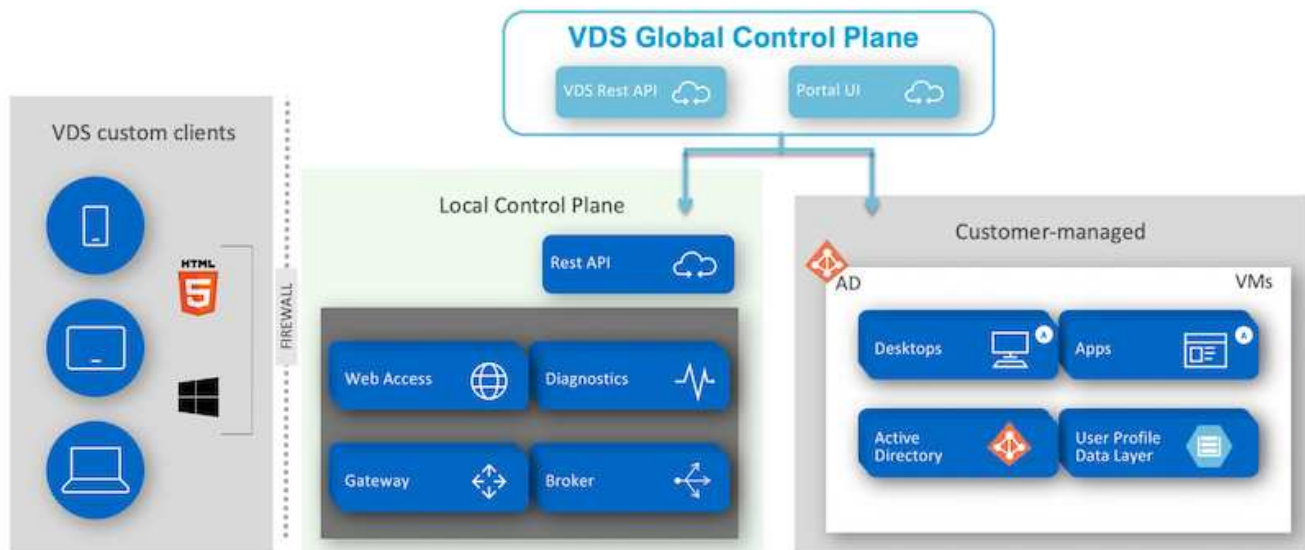 VDS Global Control Plane
VDS Rest API
Portal UI
VDS custom clients
HTML
5
FIREWALL
Local Control Plane
Rest API
Web Access
Diagnostics
Gateway
Broker
Customer-managed
AD
VMs
Desktops
A
Apps
A
Active
Directory
User Profile
Data Layer